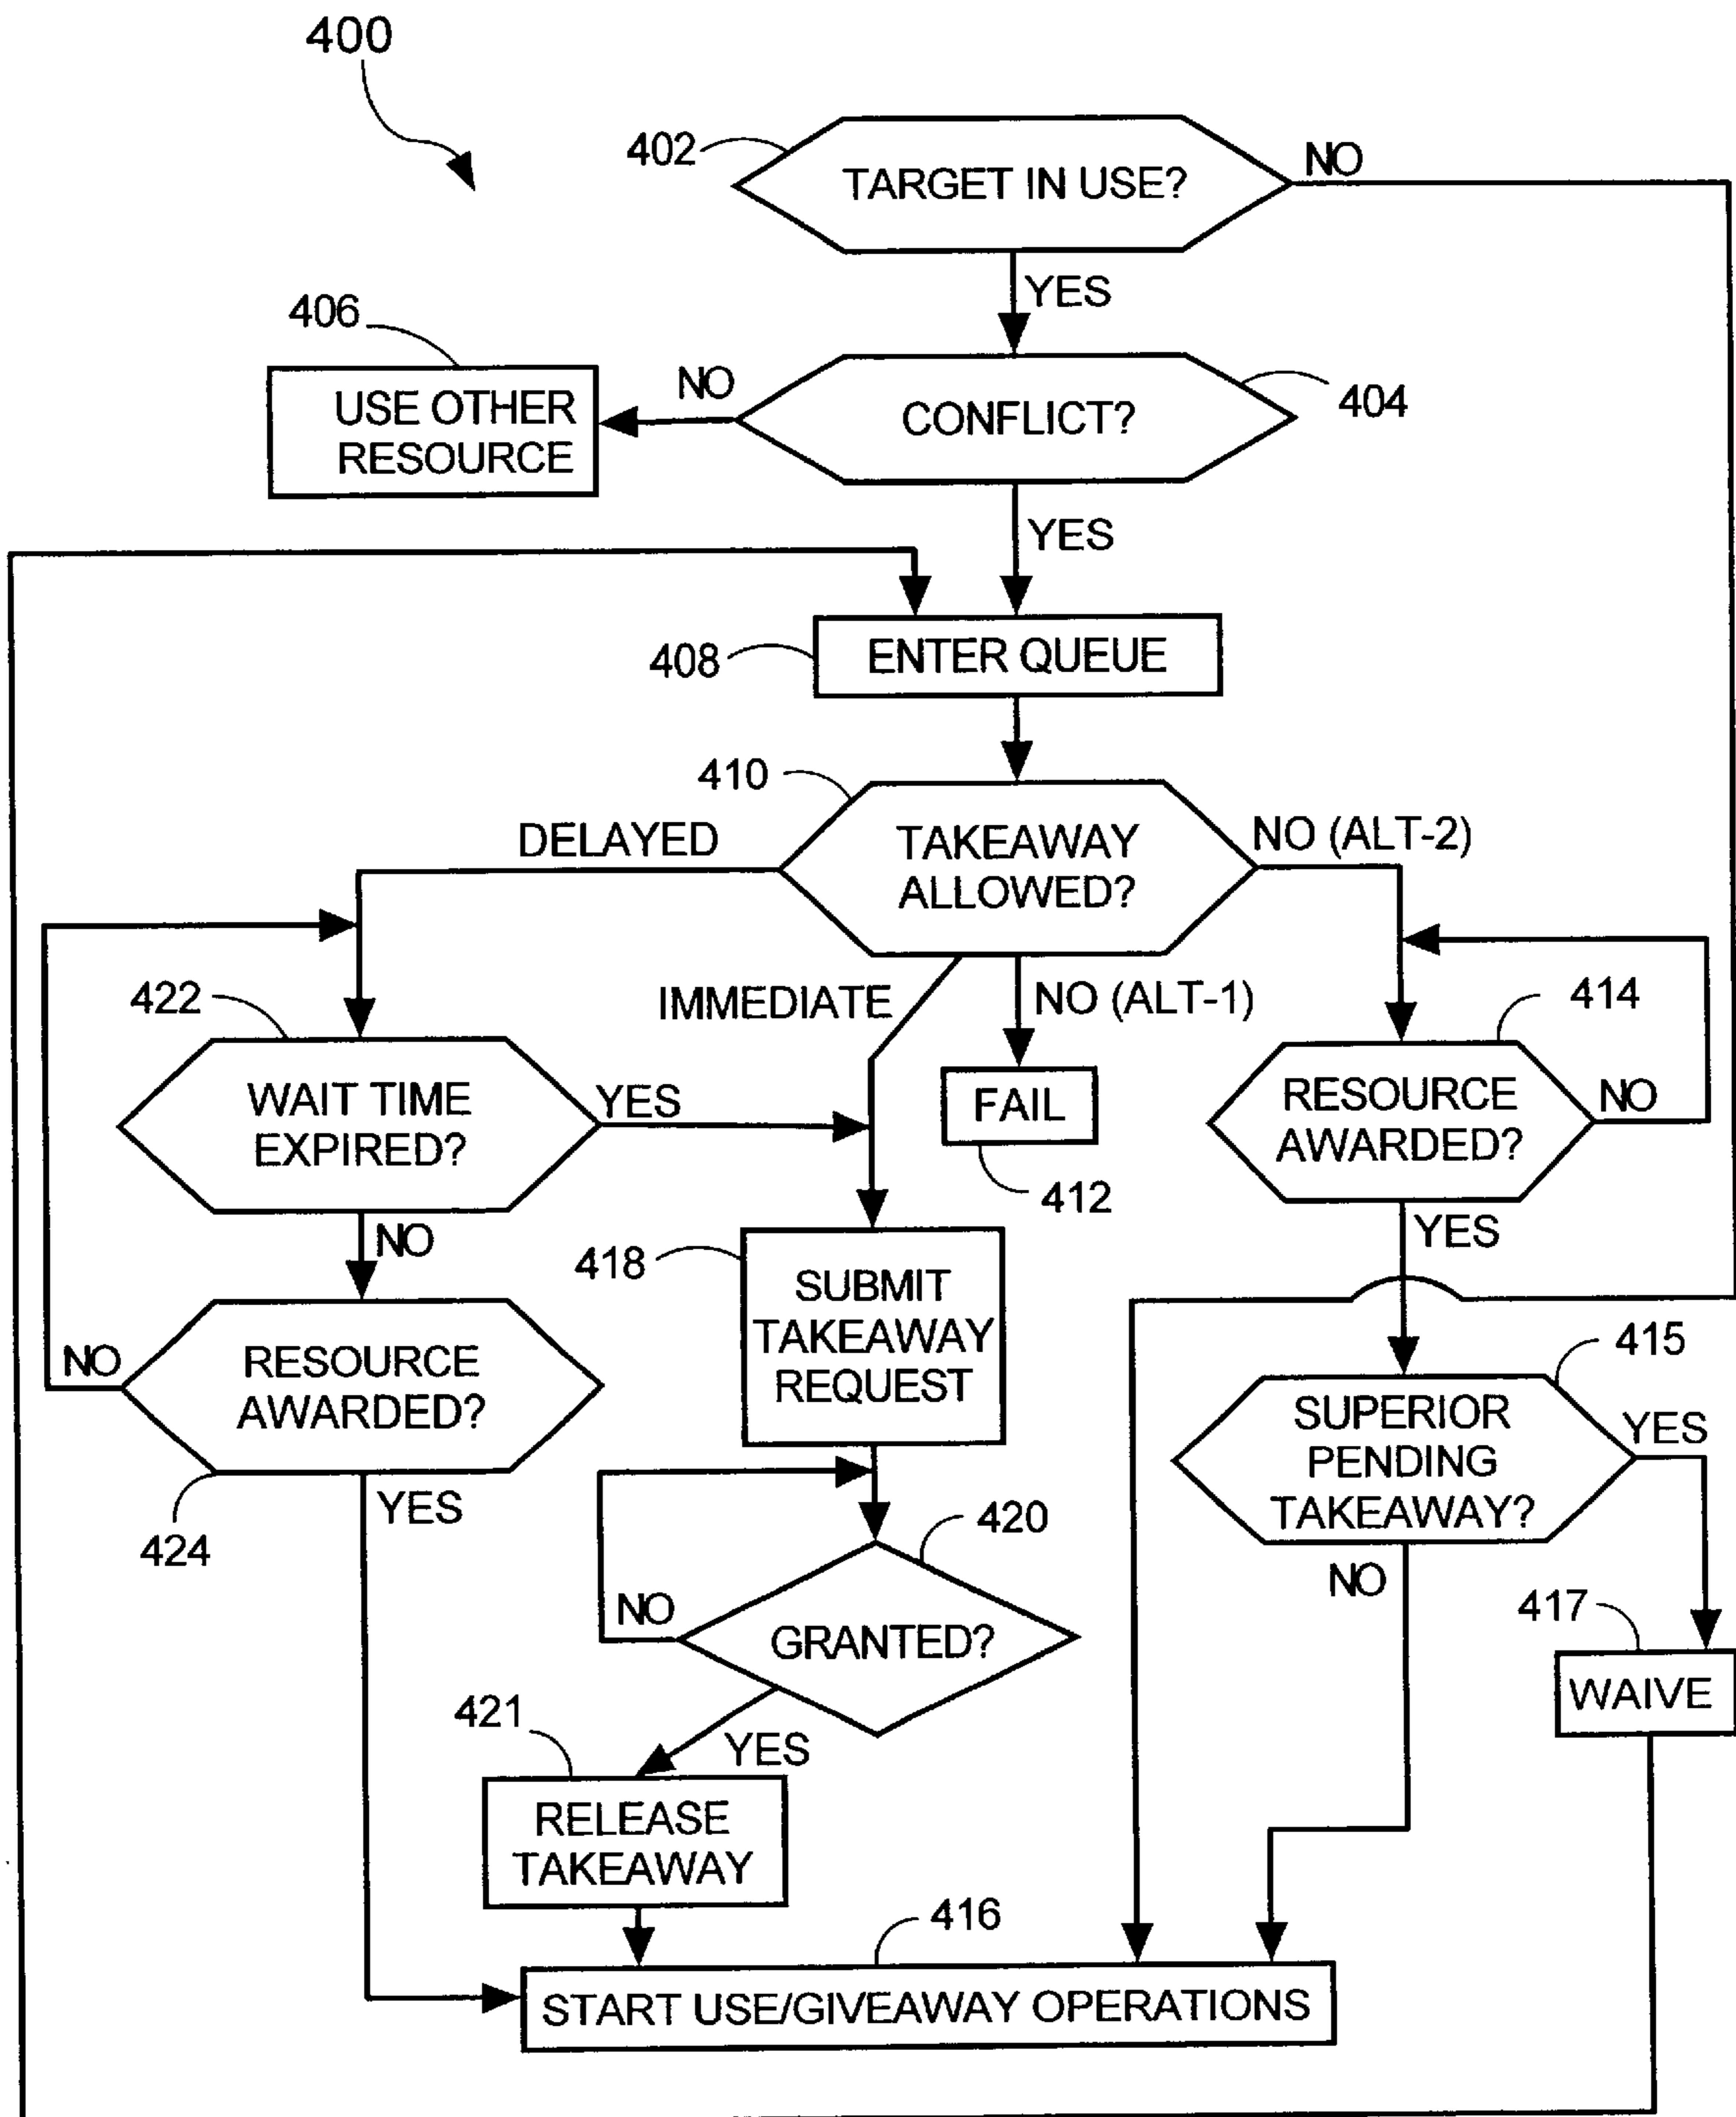 400
402
TARGET IN USE?
NO
YES
406
USE OTHER
RESOURCE
NO
CONFLICT?
404
YES
408
ENTER QUEUE
410
DELAYED
TAKEAWAY
ALLOWED?
NO (ALT-2)
IMMEDIATE
NO (ALT-1)
422
WAIT TIME
EXPIRED?
YES
FAIL
412
414
RESOURCE
AWARDED?
NO
NO
YES
418
SUBMIT
TAKEAWAY
REQUEST
NO
RESOURCE
AWARDED?
424
YES
415
SUPERIOR
PENDING
TAKEAWAY?
YES
NO
420
NO
GRANTED?
417
WAIVE
421
YES
RELEASE
TAKEAWAY
416
START USE/GIVEAWAY OPERATIONS